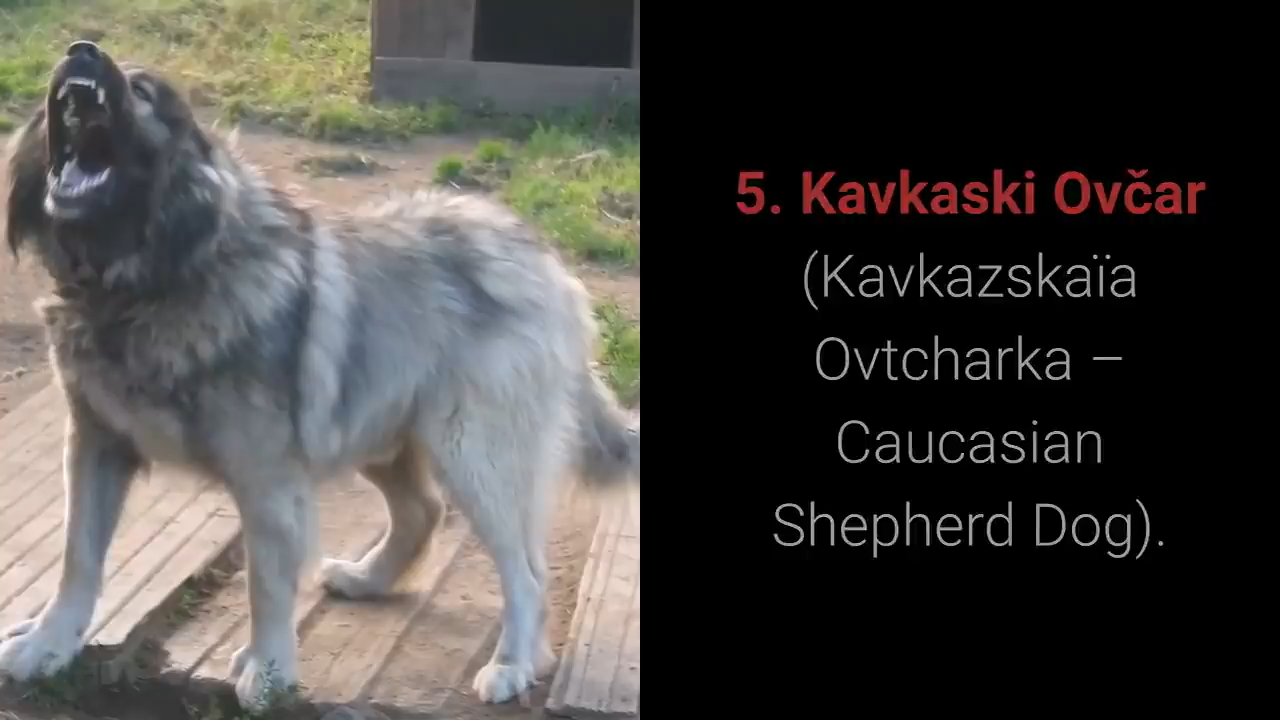 5. Kavkaski Ovčar
(Kavkazskaïa
Ovtcharka –
Caucasian
Shepherd Dog).